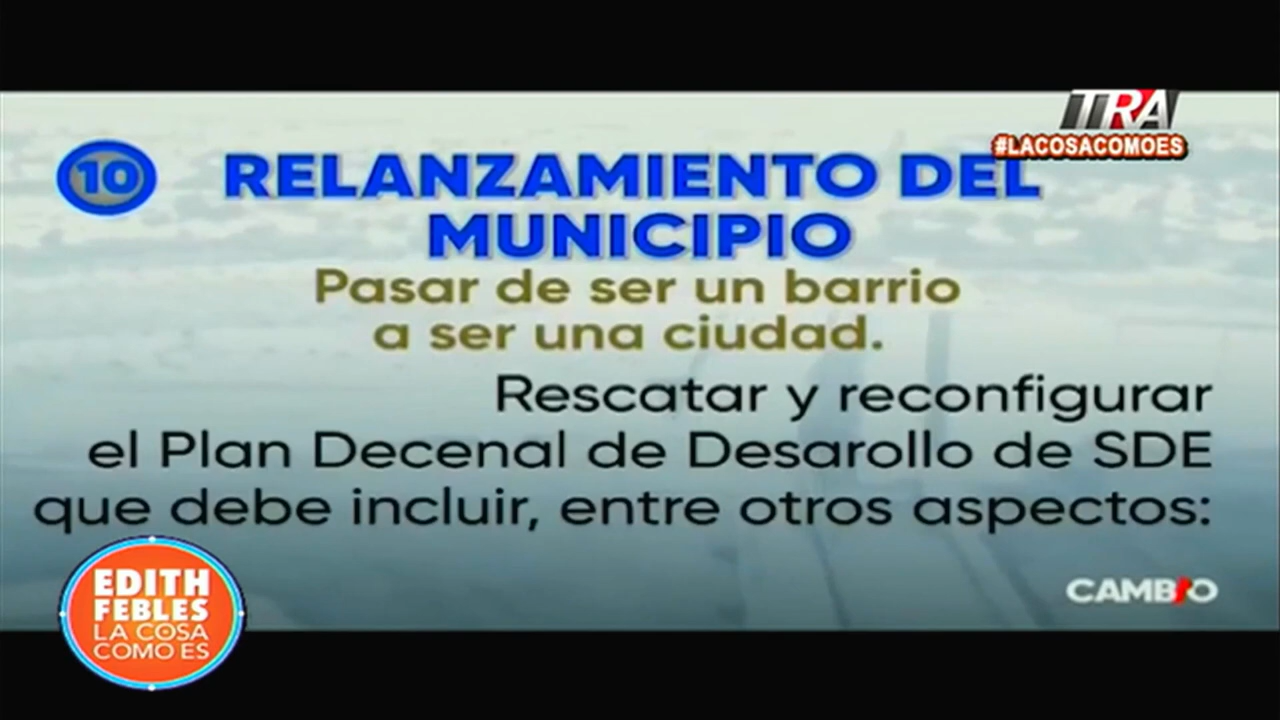 TRA
#LACOSACOMOES
10
RELANZAMIENTO DEL
MUNICIPIO
Pasar de ser un barrio
a ser una ciudad.
Rescatar y reconfigurar
el Plan Decenal de Desarollo de SDE
que debe incluir, entre otros aspectos:
EDITH
FEBLES
LA COSA
COMO ES
CAMBIO